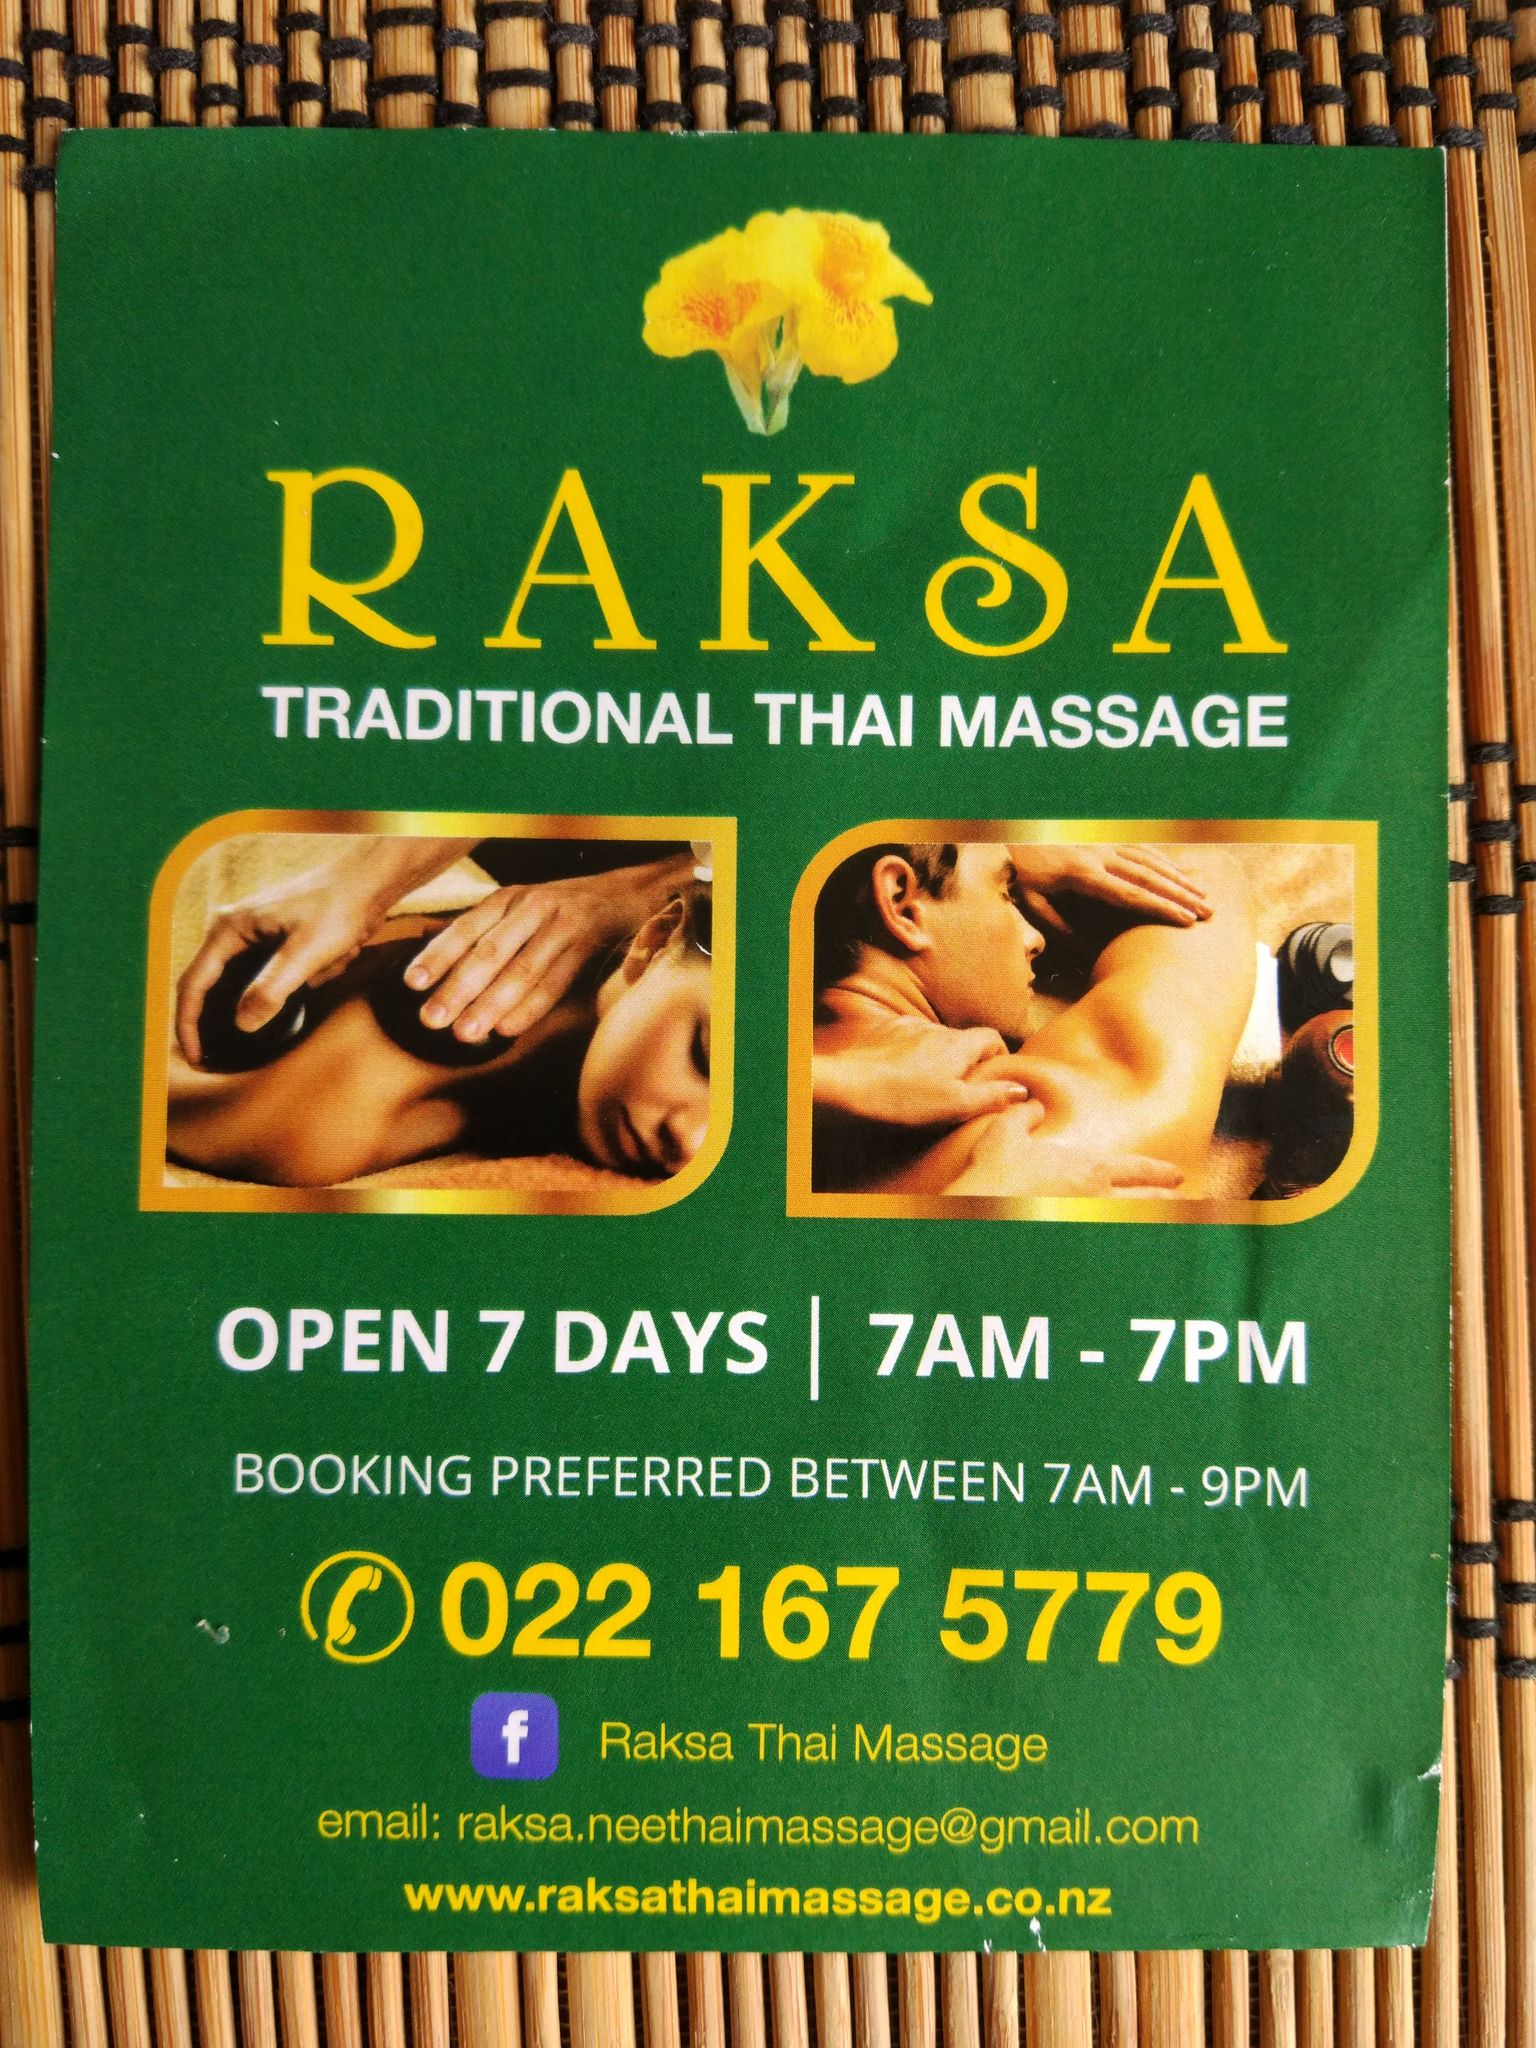 RAKSA
TRADITIONAL THAI MASSAGE
OPEN 7 DAYS | 7AM - 7PM
BOOKING PREFERRED BETWEEN 7AM - 9PM
022 167 5779
f Raksa Thai Massage
email: raksa.neethaimassage@gmail.com
www.raksathaimassage.co.nz